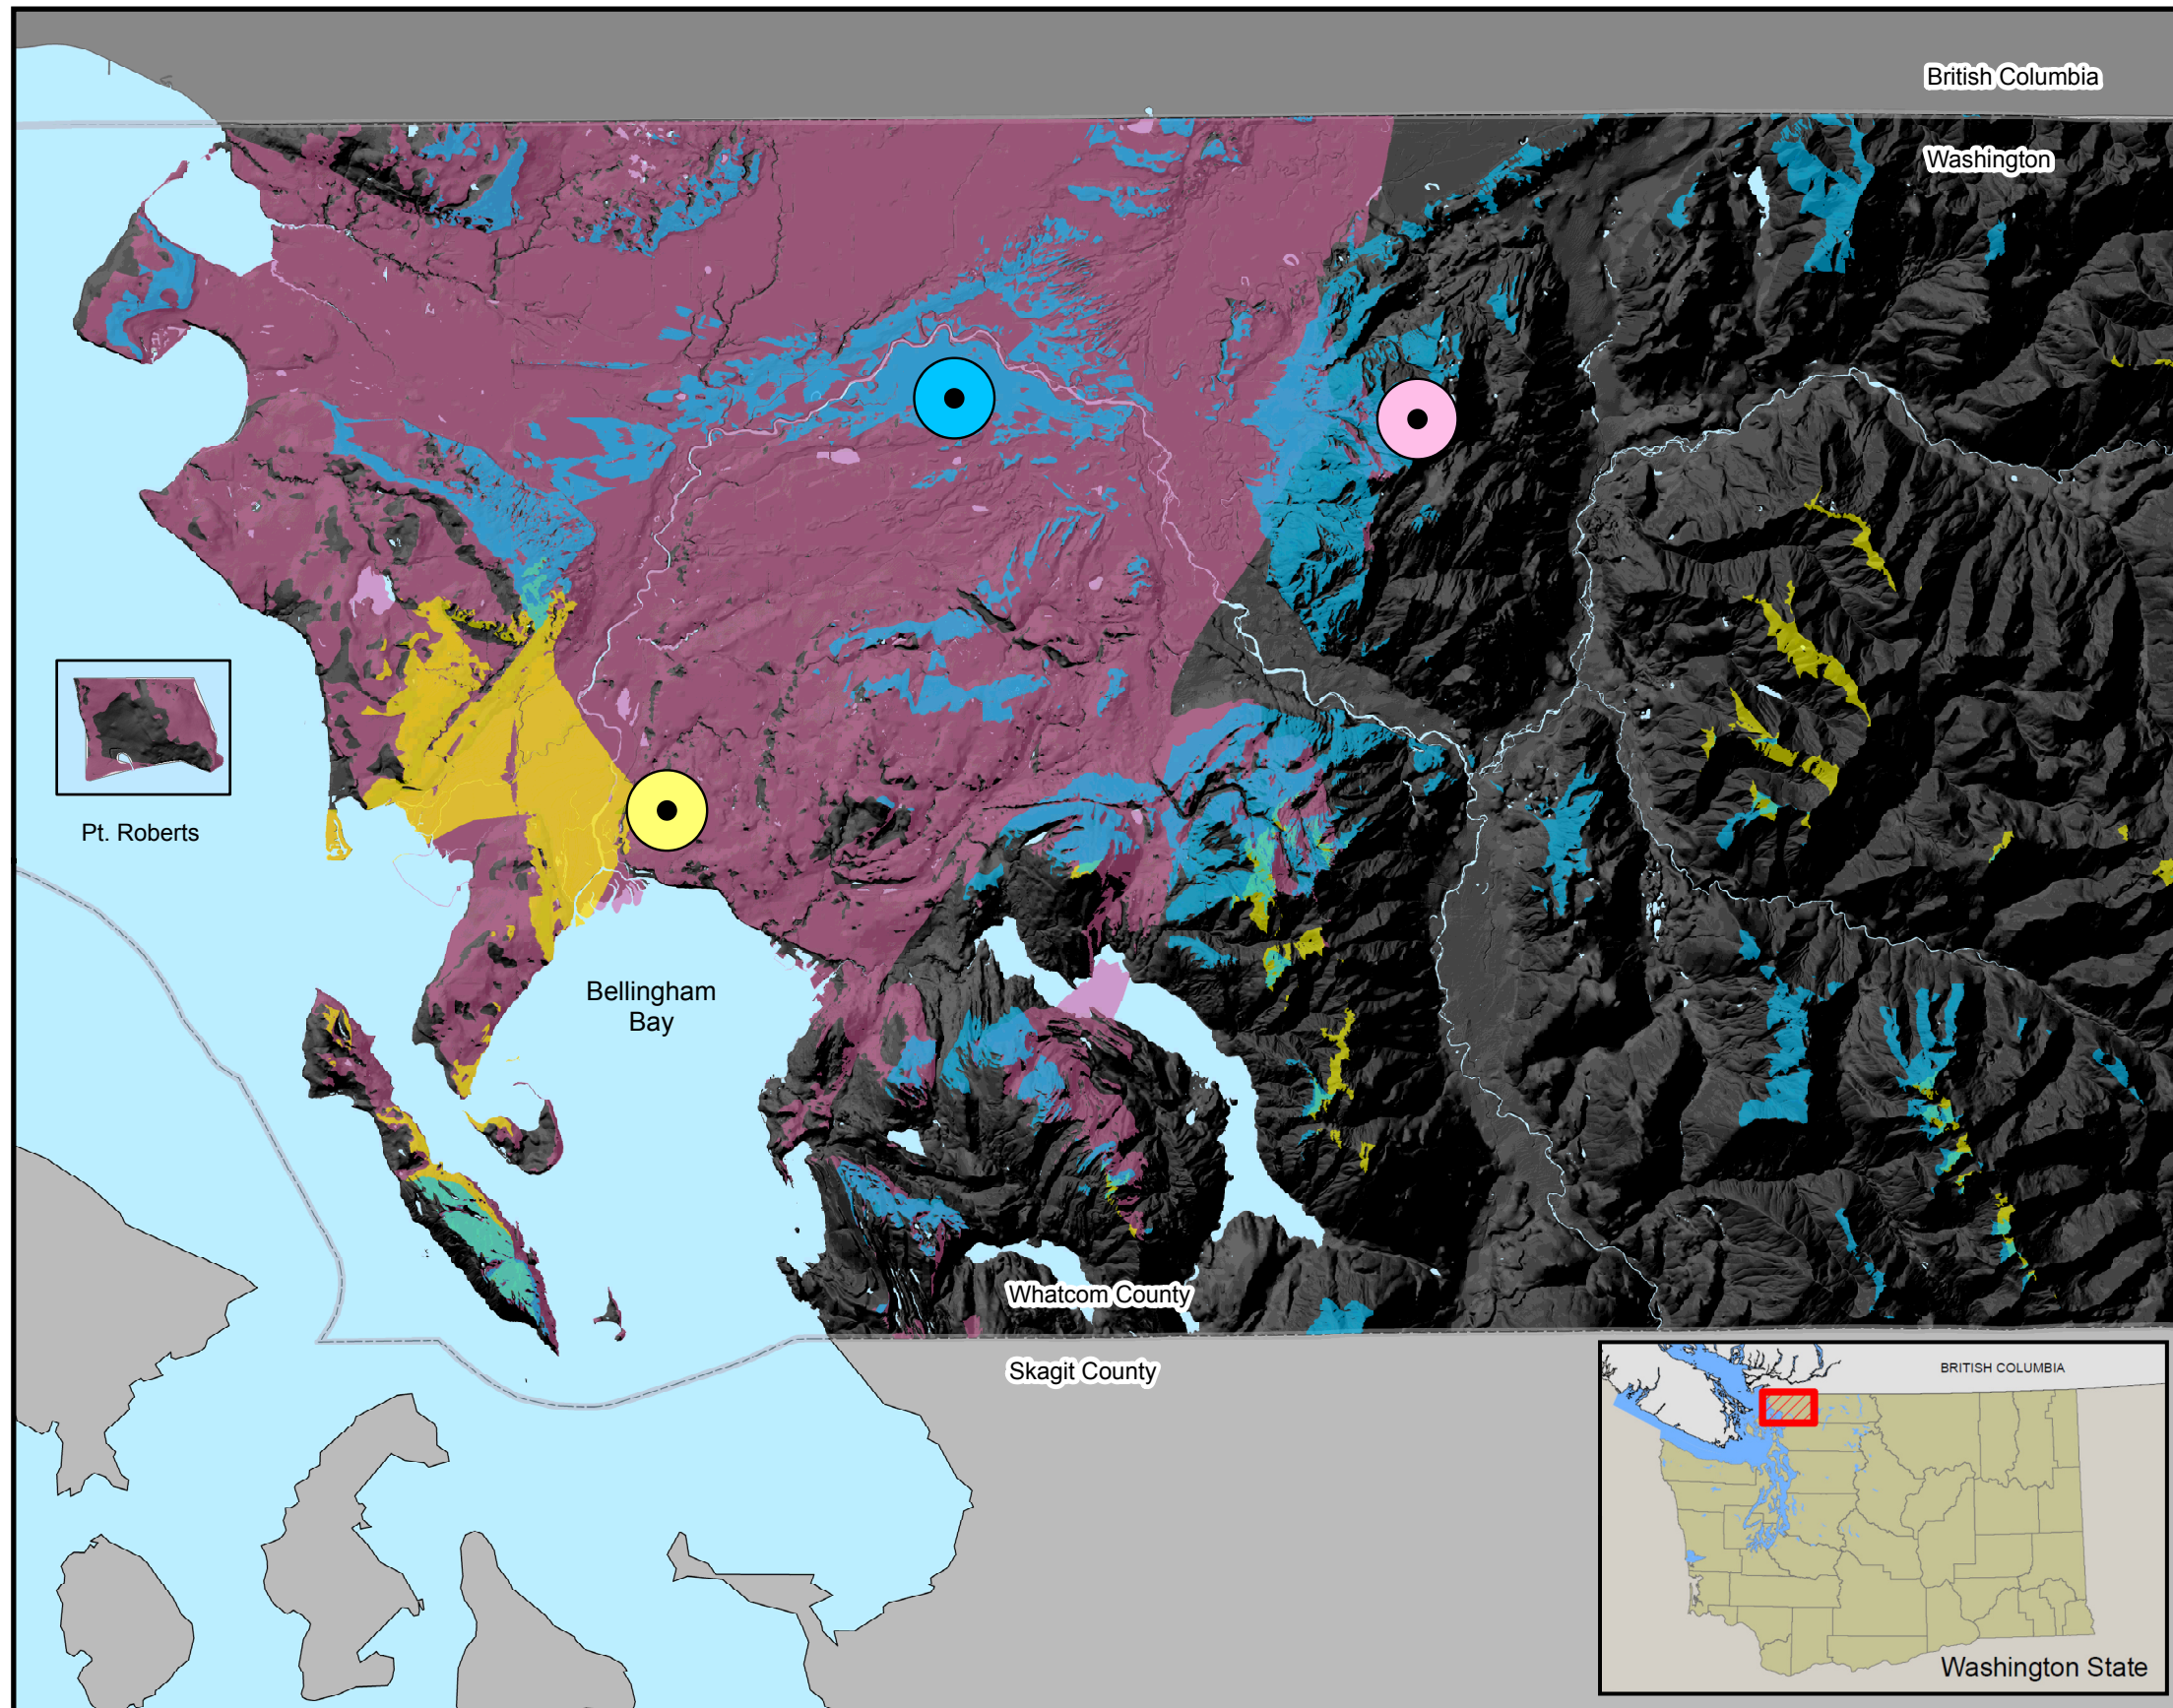 British Columbia
Washington
Pt. Roberts
Bellingham
Bay
Whatcom County
Skagit County
BRITISH COLUMBIA
Washington State